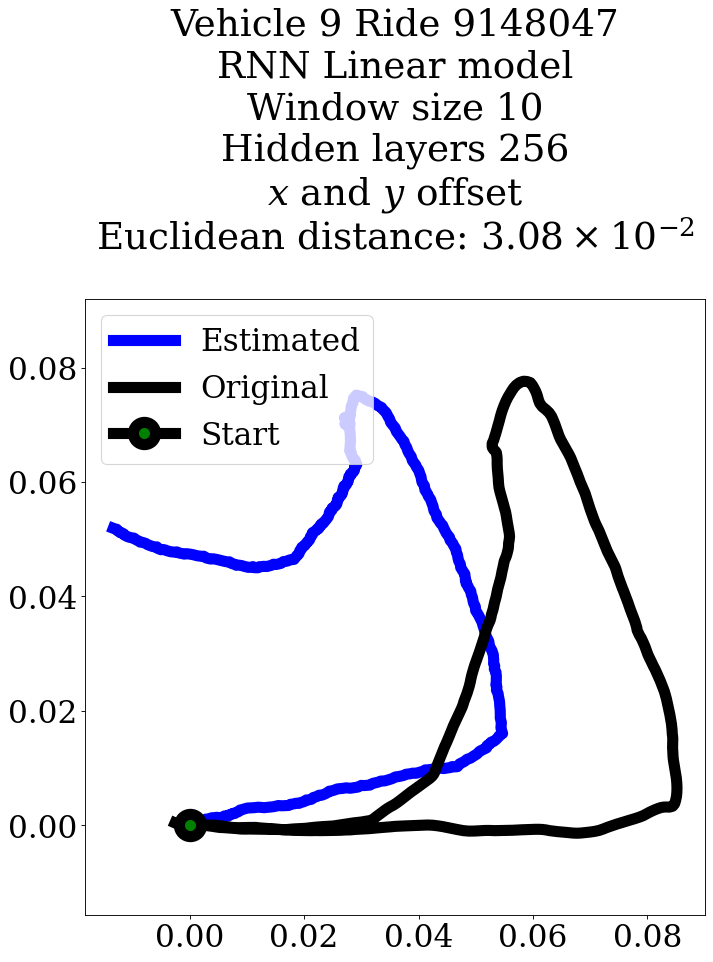 Vehicle 9 Ride 9148047
RNN Linear model
Window size 10
Hidden layers 256
x and y offset
Euclidean distance: 3.08 × 10⁻²
Estimated
Original
Start
0.08
0.06
0.04
0.02
0.00
0.00 0.02 0.04 0.06 0.08